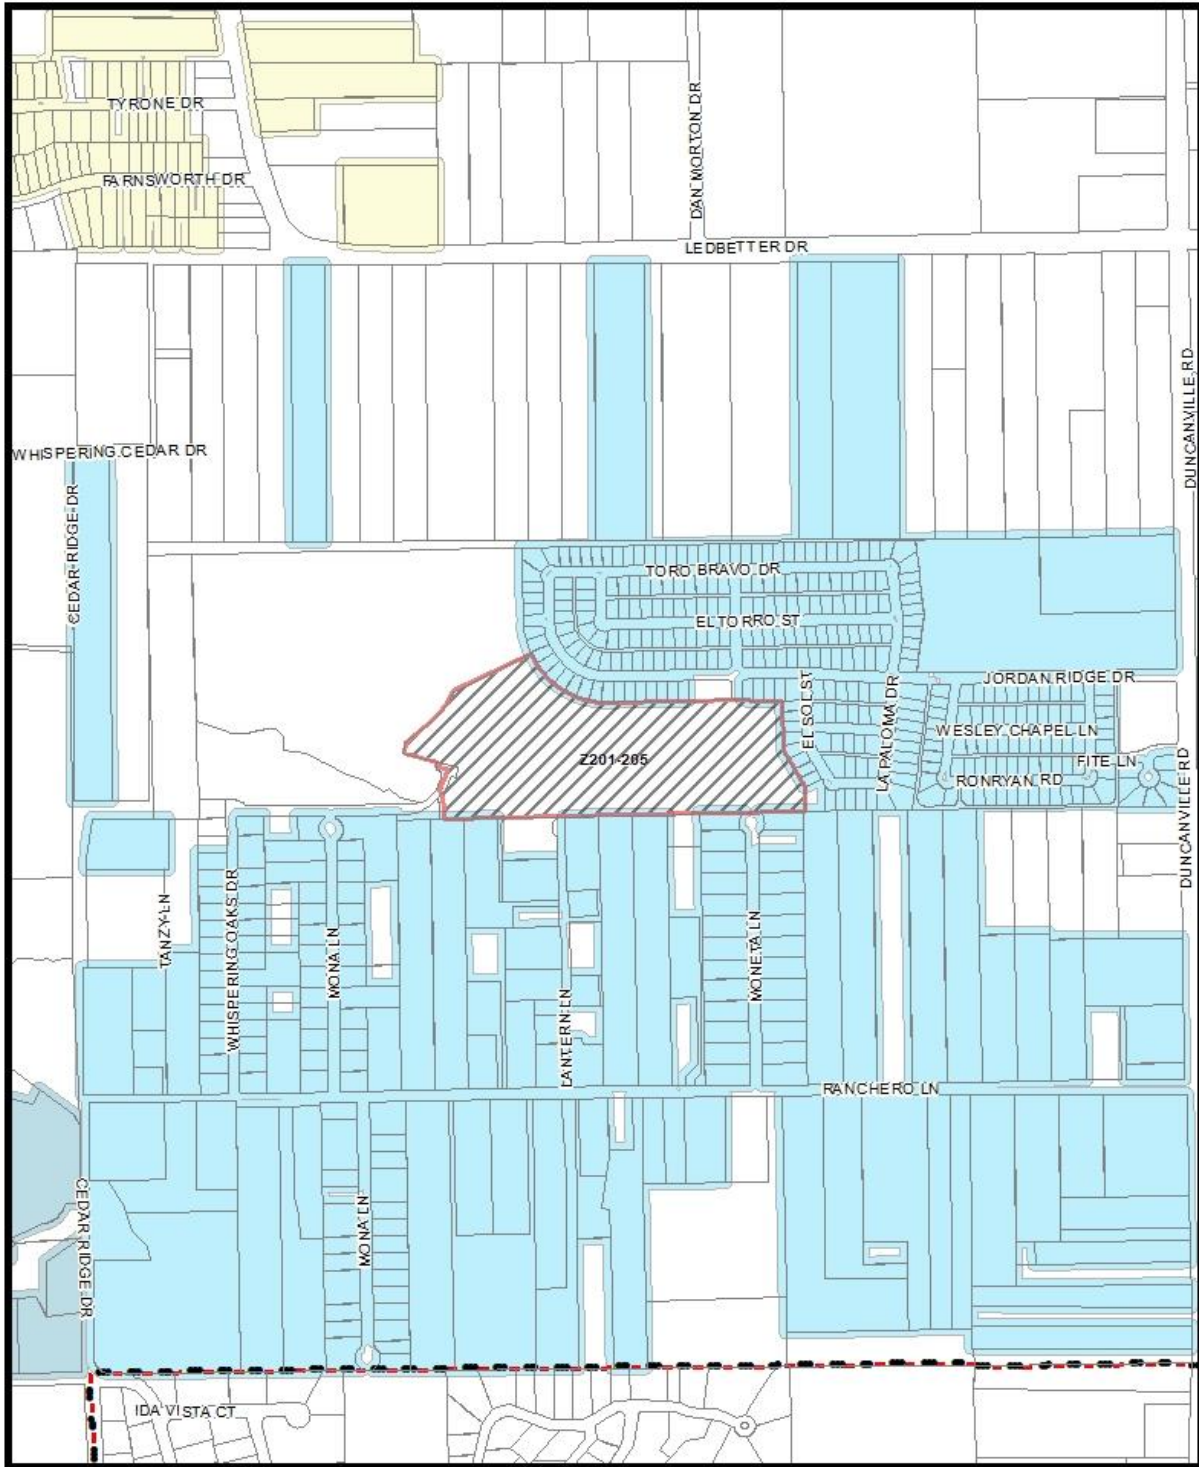 TYRONE DR
FARNSWORTH DR
DAN MORTON DR
LEDBETTER DR
DUNCANVILLE RD
WHISPERING CEDAR DR
CEDAR RIDGE DR
TORO BRAVO DR
EL TORRO ST
JORDAN RIDGE DR
EL SOL ST
LA PALOMA DR
WESLEY CHAPEL LN
Z201-205
FITE LN
RONRYAN RD
DUNCANVILLE RD
TANZY LN
WHISPERING OAKS DR
MONA LN
LANTERN LN
MONETA LN
RANCHERO LN
CEDAR RIDGE DR
MONA LN
IDA VISTA CT